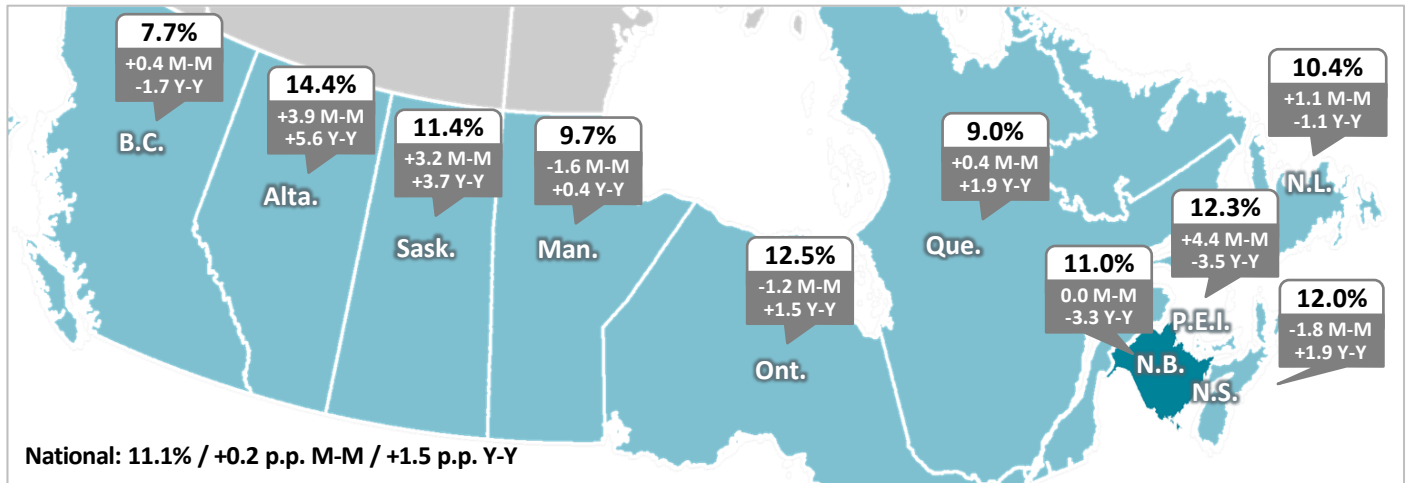 7.7%
+0.4 M-M
-1.7 Y-Y
B.C.
14.4%
+3.9 M-M
+5.6 Y-Y
Alta.
11.4%
+3.2 M-M
+3.7 Y-Y
Sask.
9.7%
-1.6 M-M
+0.4 Y-Y
Man.
12.5%
-1.2 M-M
+1.5 Y-Y
Ont.
9.0%
+0.4 M-M
+1.9 Y-Y
Que.
10.4%
+1.1 M-M
-1.1 Y-Y
N.L.
12.3%
+4.4 M-M
-3.5 Y-Y
P.E.I.
11.0%
0.0 M-M
-3.3 Y-Y
N.B.
12.0%
-1.8 M-M
+1.9 Y-Y
N.S.
National: 11.1% / +0.2 p.p. M-M / +1.5 p.p. Y-Y